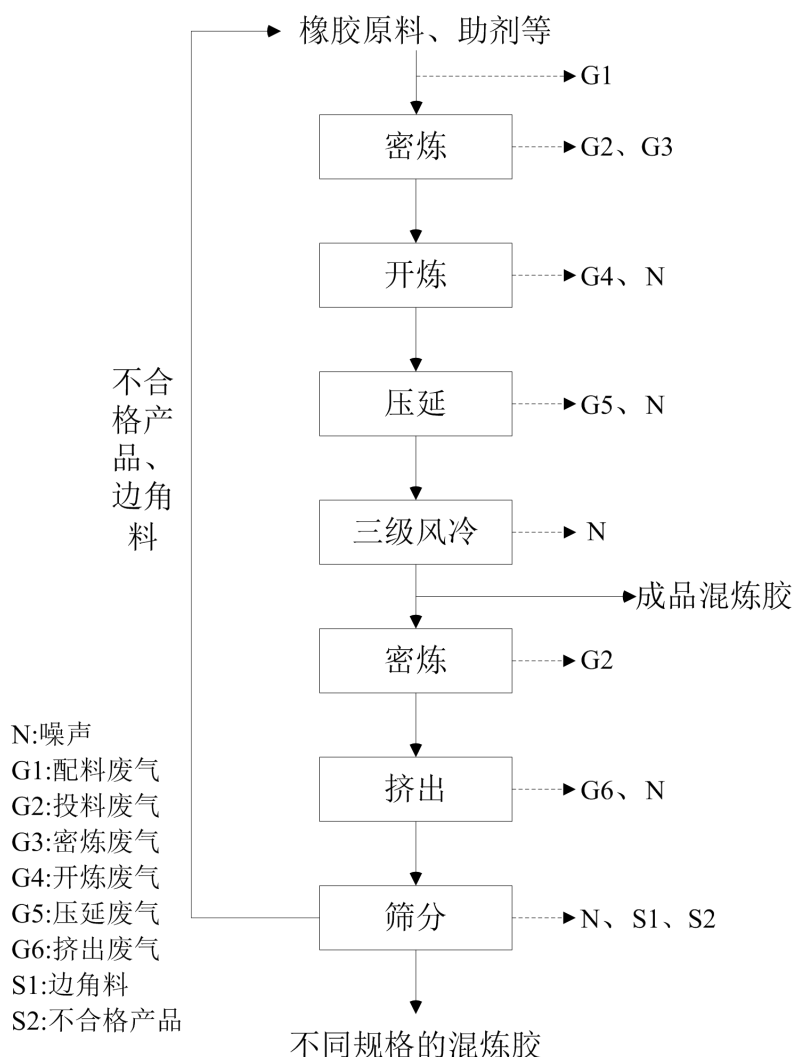 橡胶原料、助剂等
G1
密炼
G2、G3
开炼
G4、N
压延
G5、N
三级风冷
N
成品混炼胶
密炼
G2
挤出
G6、N
筛分
N、S1、S2
不同规格的混炼胶
不合
格产
品、
边角
料
N:噪声
G1:配料废气
G2:投料废气
G3:密炼废气
G4:开炼废气
G5:压延废气
G6:挤出废气
S1:边角料
S2:不合格产品